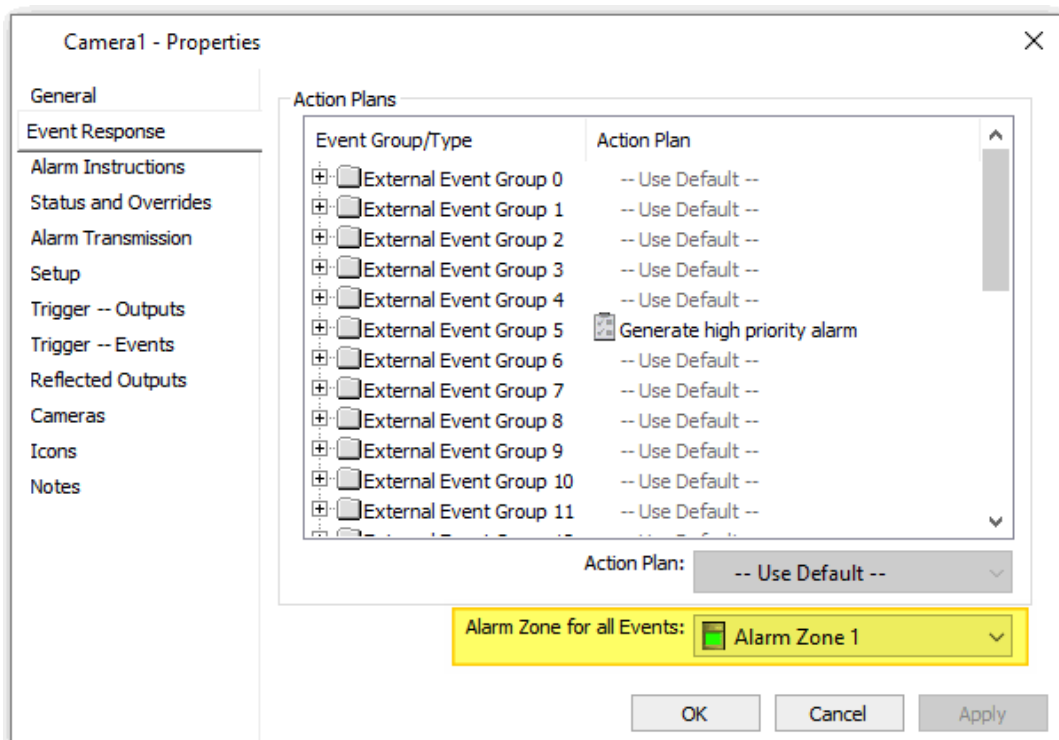 Camera1 - Properties
General
Event Response
Alarm Instructions
Status and Overrides
Alarm Transmission
Setup
Trigger -- Outputs
Trigger -- Events
Reflected Outputs
Cameras
Icons
Notes
Action Plans
Event Group/Type Action Plan
External Event Group 0 -- Use Default --
External Event Group 1 -- Use Default --
External Event Group 2 -- Use Default --
External Event Group 3 -- Use Default --
External Event Group 4 -- Use Default --
External Event Group 5 Generate high priority alarm
External Event Group 6 -- Use Default --
External Event Group 7 -- Use Default --
External Event Group 8 -- Use Default --
External Event Group 9 -- Use Default --
External Event Group 10 -- Use Default --
External Event Group 11 -- Use Default --
Action Plan: -- Use Default --
Alarm Zone for all Events: Alarm Zone 1
OK Cancel Apply